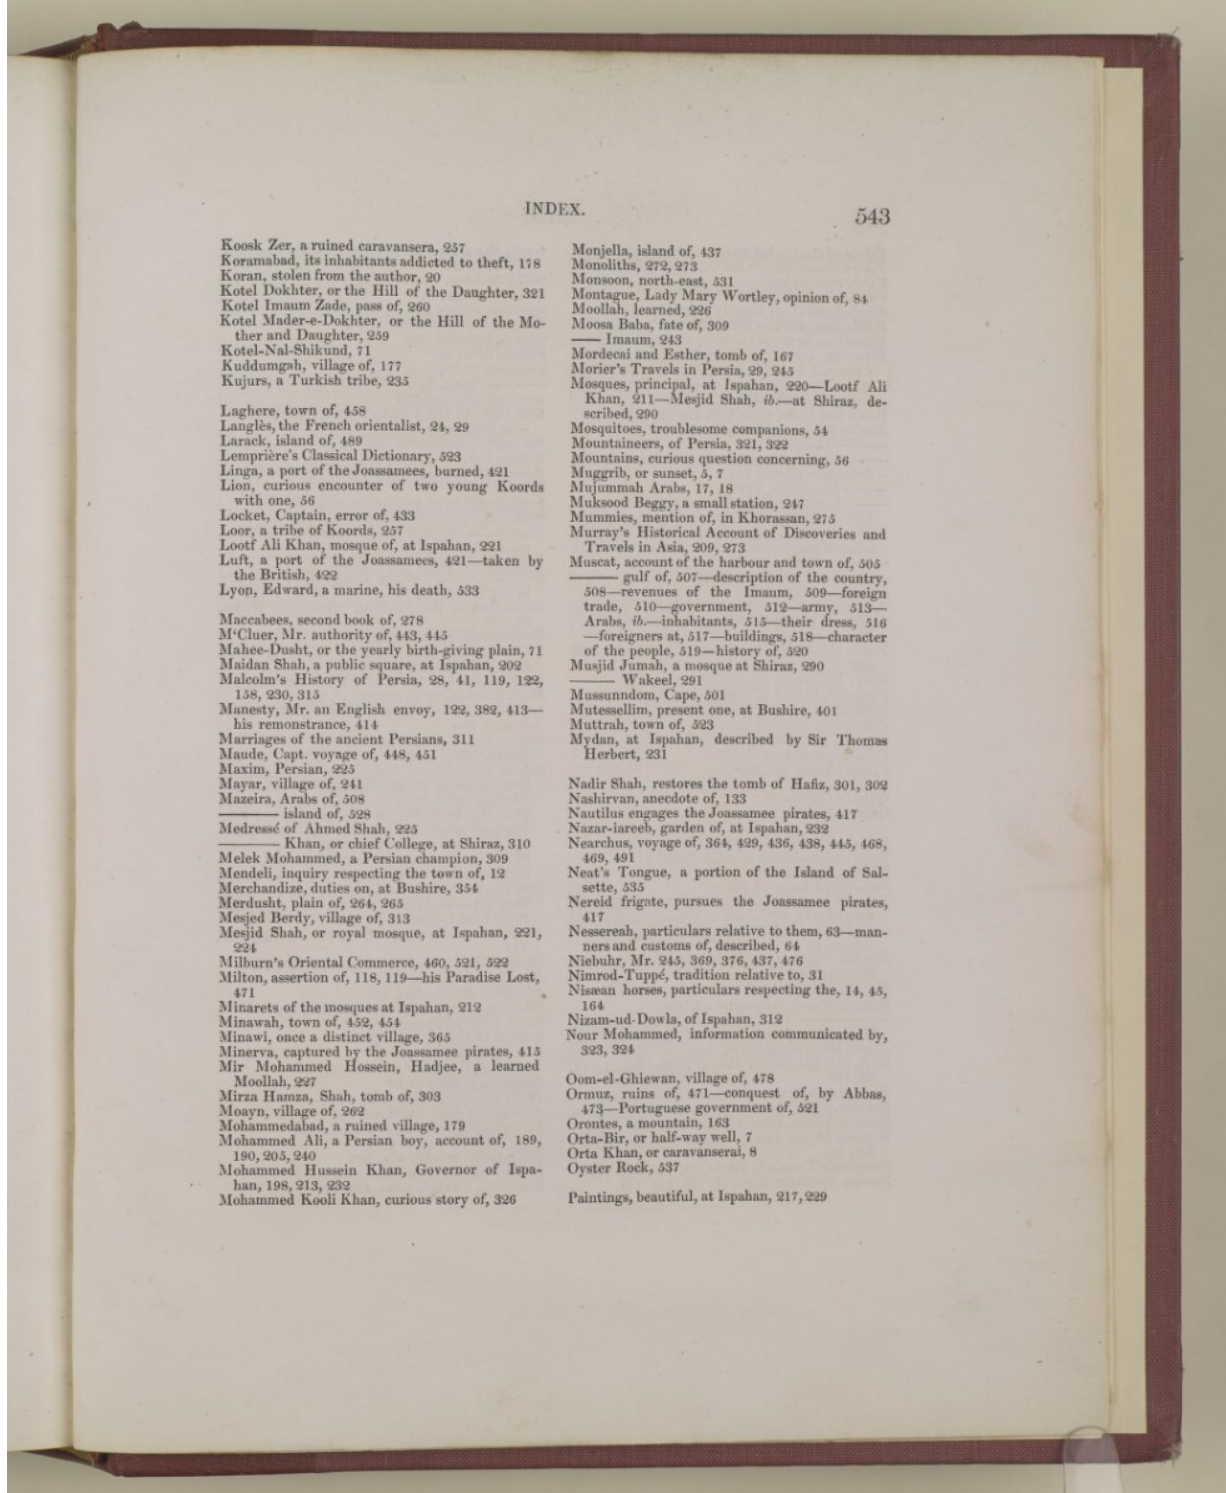 INDEX.
543
Koosk Zer, a ruined caravansera, 257
Koramabad, its inhabitants addicted to theft, 178
Koran, stolen from the author, 20
Kotel Dokhter, or the Hill of the Daughter, 321
Kotel Imaum Zade, pass of, 260
Kotel Mader-e-Dokhter, or the Hill of the Mo-
ther and Daughter, 259
Kotel-Nal-Shikund, 71
Kuddumgah, village of, 177
Kujurs, a Turkish tribe, 235
Laghere, town of, 458
Langlès, the French orientalist, 24, 29
Larack, island of, 489
Lemprière's Classical Dictionary, 523
Linga, a port of the Joassamees, burned, 421
Lion, curious encounter of two young Koords
with one, 56
Locket, Captain, error of, 433
Loor, a tribe of Koords, 257
Lootf Ali Khan, mosque of, at Ispahan, 221
Luft, a port of the Joassamees, 421—taken by
the British, 422
Lyon, Edward, a marine, his death, 533
Maccabees, second book of, 278
M‘Cluer, Mr. authority of, 443, 445
Mahee-Dusht, or the yearly birth-giving plain, 71
Maidan Shah, a public square, at Ispahan, 202
Malcolm's History of Persia, 28, 41, 119, 122,
158, 230, 315
Manesty, Mr. an English envoy, 122, 382, 413—
his remonstrance, 414
Marriages of the ancient Persians, 311
Maude, Capt. voyage of, 448, 451
Maxim, Persian, 225
Mayar, village of, 241
Mazeira, Arabs of, 508
——— island of, 528
Medressé of Ahmed Shah, 225
——— Khan, or chief College, at Shiraz, 310
Melek Mohammed, a Persian champion, 309
Mendeli, inquiry respecting the town of, 12
Merchandize, duties on, at Bushire, 354
Merdusht, plain of, 264, 265
Mesjed Berdy, village of, 313
Mesjid Shah, or royal mosque, at Ispahan, 221,
224
Milburn's Oriental Commerce, 460, 521, 522
Milton, assertion of, 118, 119—his Paradise Lost,
471
Minarets of the mosques at Ispahan, 212
Minawah, town of, 452, 454
Minawi, once a distinct village, 365
Minerva, captured by the Joassamee pirates, 415
Mir Mohammed Hossein, Hadjee, a learned
Moollah, 227
Mirza Hamza, Shah, tomb of, 303
Moayn, village of, 262
Mohammedabad, a ruined village, 179
Mohammed Ali, a Persian boy, account of, 189,
190, 205, 240
Mohammed Hussein Khan, Governor of Ispa-
han, 198, 213, 232
Mohammed Kooli Khan, curious story of, 326
Monjella, island of, 437
Monoliths, 272, 273
Monsoon, north-east, 531
Montague, Lady Mary Wortley, opinion of, 84
Moollah, learned, 226
Moosa Baba, fate of, 309
—— Imaum, 243
Mordecai and Esther, tomb of, 167
Morier's Travels in Persia, 29, 245
Mosques, principal, at Ispahan, 220—Lootf Ali
Khan, 211—Mesjid Shah, ib.—at Shiraz, de-
scribed, 290
Mosquitoes, troublesome companions, 54
Mountaineers, of Persia, 321, 322
Mountains, curious question concerning, 56
Muggrib, or sunset, 5, 7
Mujummah Arabs, 17, 18
Muksood Beggy, a small station, 247
Mummies, mention of, in Khorassan, 275
Murray's Historical Account of Discoveries and
Travels in Asia, 209, 273
Muscat, account of the harbour and town of, 505
——— gulf of, 507—description of the country,
508—revenues of the Imaum, 509—foreign
trade, 510—government, 512—army, 513—
Arabs, ib.—inhabitants, 515—their dress, 516
—foreigners at, 517—buildings, 518—character
of the people, 519—history of, 520
Musjid Jumah, a mosque at Shiraz, 290
——— Wakeel, 291
Mussunndom, Cape, 501
Mutessellim, present one, at Bushire, 401
Muttrah, town of, 523
Mydan, at Ispahan, described by Sir Thomas
Herbert, 231
Nadir Shah, restores the tomb of Hafiz, 301, 302
Nashirvan, anecdote of, 133
Nautilus engages the Joassamee pirates, 417
Nazar-iareeb, garden of, at Ispahan, 232
Nearchus, voyage of, 364, 429, 436, 438, 445, 468,
469, 491
Neat's Tongue, a portion of the Island of Sal-
sette, 535
Nereid frigate, pursues the Joassamee pirates,
417
Nessereah, particulars relative to them, 63—man-
ners and customs of, described, 64
Niebuhr, Mr. 245, 369, 376, 437, 476
Nimrod-Tuppé, tradition relative to, 31
Nisæan horses, particulars respecting the, 14, 45,
164
Nizam-ud-Dowla, of Ispahan, 312
Nour Mohammed, information communicated by,
323, 324
Oom-el-Ghiewan, village of, 478
Ormuz, ruins of, 471—conquest of, by Abbas,
473—Portuguese government of, 521
Orontes, a mountain, 163
Orta-Bir, or half-way well, 7
Orta Khan, or caravanserai, 8
Oyster Rock, 537
Paintings, beautiful, at Ispahan, 217, 229